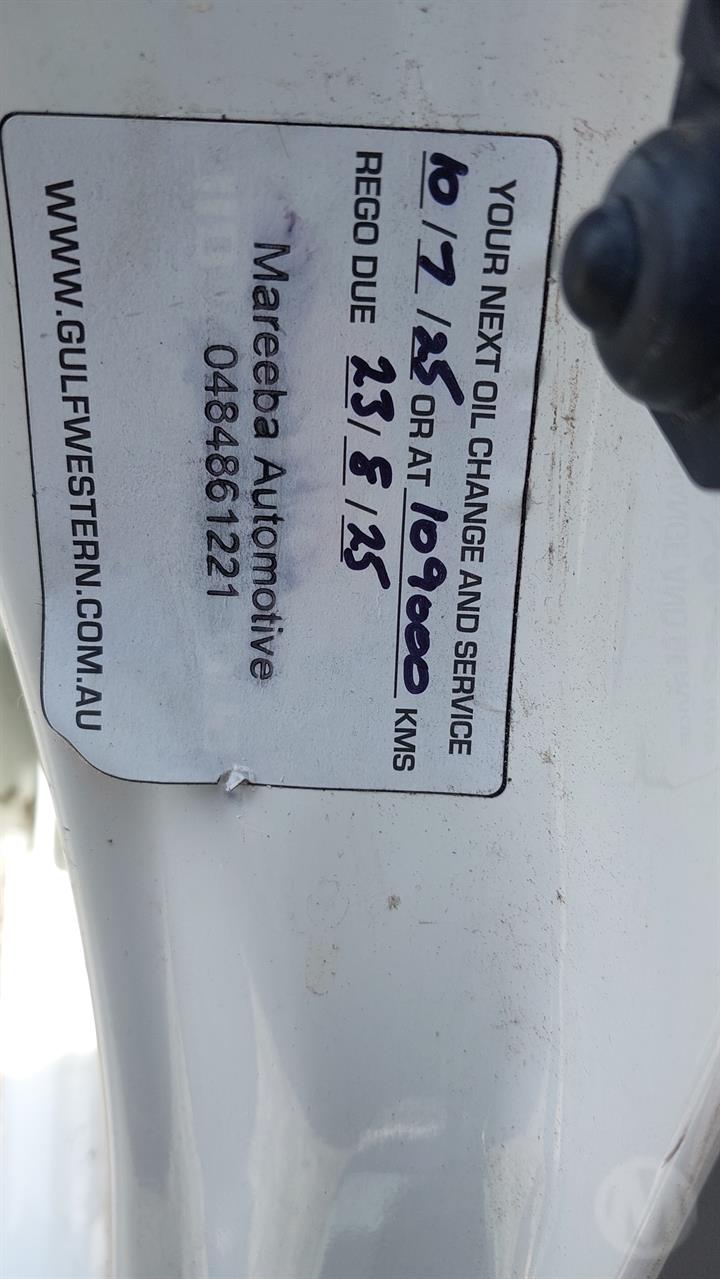 YOUR NEXT OIL CHANGE AND SERVICE
10/7/25 OR AT 109000 KMS
REGO DUE 23/8/25
Mareeba Automotive
0484861221
WWW.GULFWESTERN.COM.AU